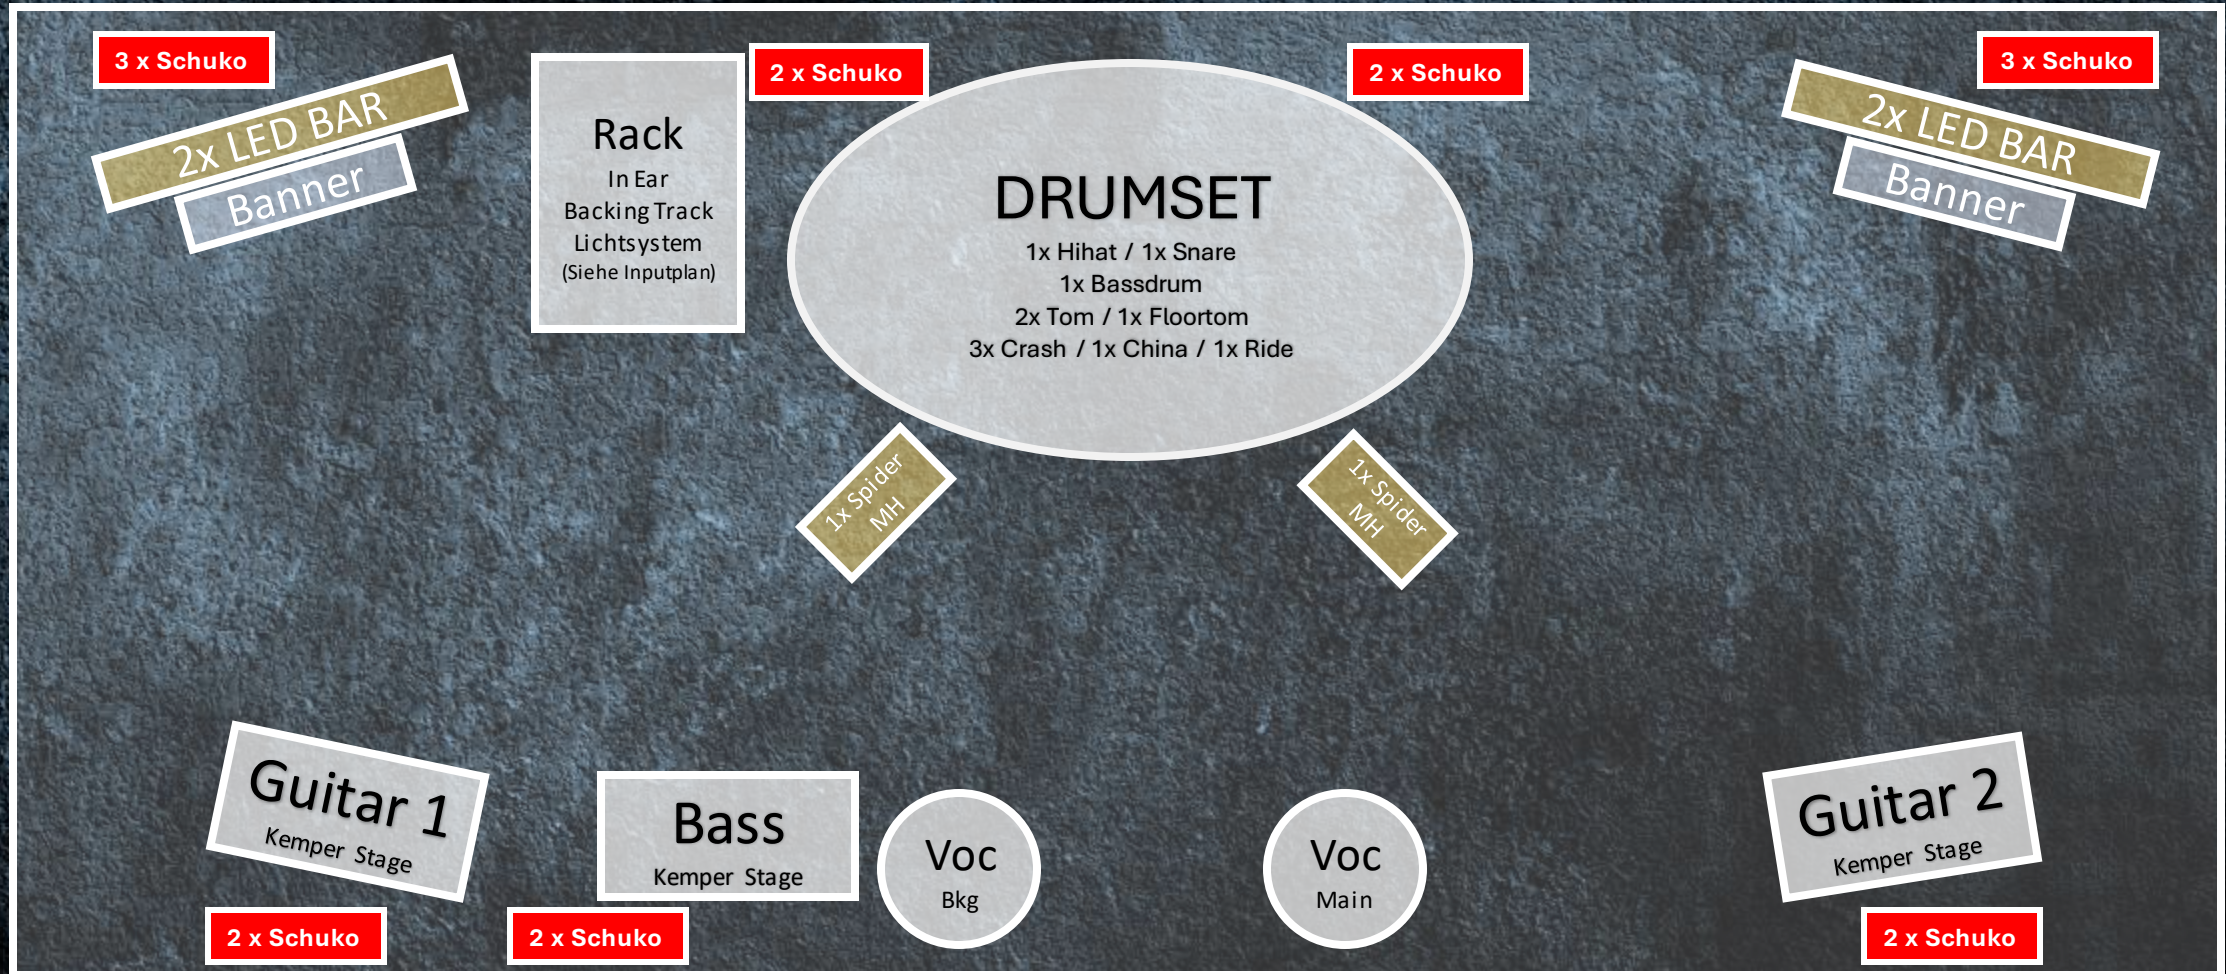 3 x Schuko
2x LED BAR
Banner
Rack
In Ear
Backing Track
Lichtsystem
(Siehe Inputplan)
2 x Schuko
DRUMSET
1x Hihat / 1x Snare
1x Bassdrum
2x Tom / 1x Floortom
3x Crash / 1x China / 1x Ride
2 x Schuko
3 x Schuko
2x LED BAR
Banner
1x Spider
MH
1x Spider
MH
Guitar 1
Kemper Stage
Bass
Kemper Stage
Voc
Bkg
Voc
Main
Guitar 2
Kemper Stage
2 x Schuko
2 x Schuko
2 x Schuko